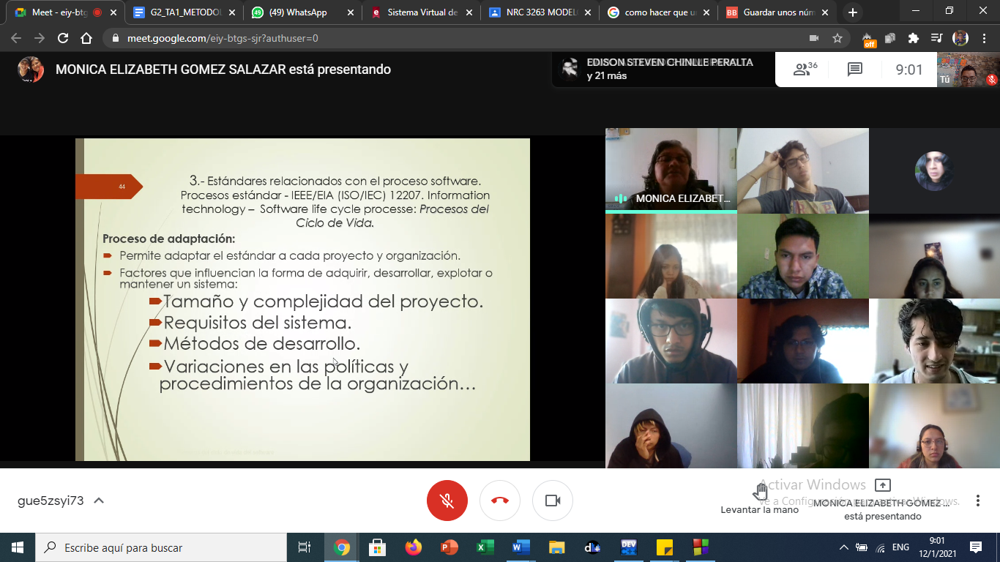 Meet - eiy-btg
G2_TA1_METODOL
(49) WhatsApp
Sistema Virtual de
NRC 3263 MODEL
como hacer que u
Guardar unos núm
meet.google.com/eiy-btgs-sjr?authuser=0
off
MONICA ELIZABETH GOMEZ SALAZAR está presentando
EDISON STEVEN CHINLLE PERALTA
y 21 más
36
9:01
Tú
44
3.- Estándares relacionados con el proceso software.
Procesos estándar - IEEE/EIA (ISO/IEC) 12207. Information
technology – Software life cycle processe: Procesos del
Ciclo de Vida.
Proceso de adaptación:
Permite adaptar el estándar a cada proyecto y organización.
Factores que influencian la forma de adquirir, desarrollar, explotar o
mantener un sistema:
Tamaño y complejidad del proyecto.
Requisitos del sistema.
Métodos de desarrollo.
Variaciones en las políticas y
procedimientos de la organización…
MONICA ELIZABET...
gue5zsyi73
Levantar la mano
Activar Windows
Ve a Configuración para activar Windows.
MONICA ELIZABETH GOMEZ ...
está presentando
Escribe aquí para buscar
ENG
9:01
12/1/2021